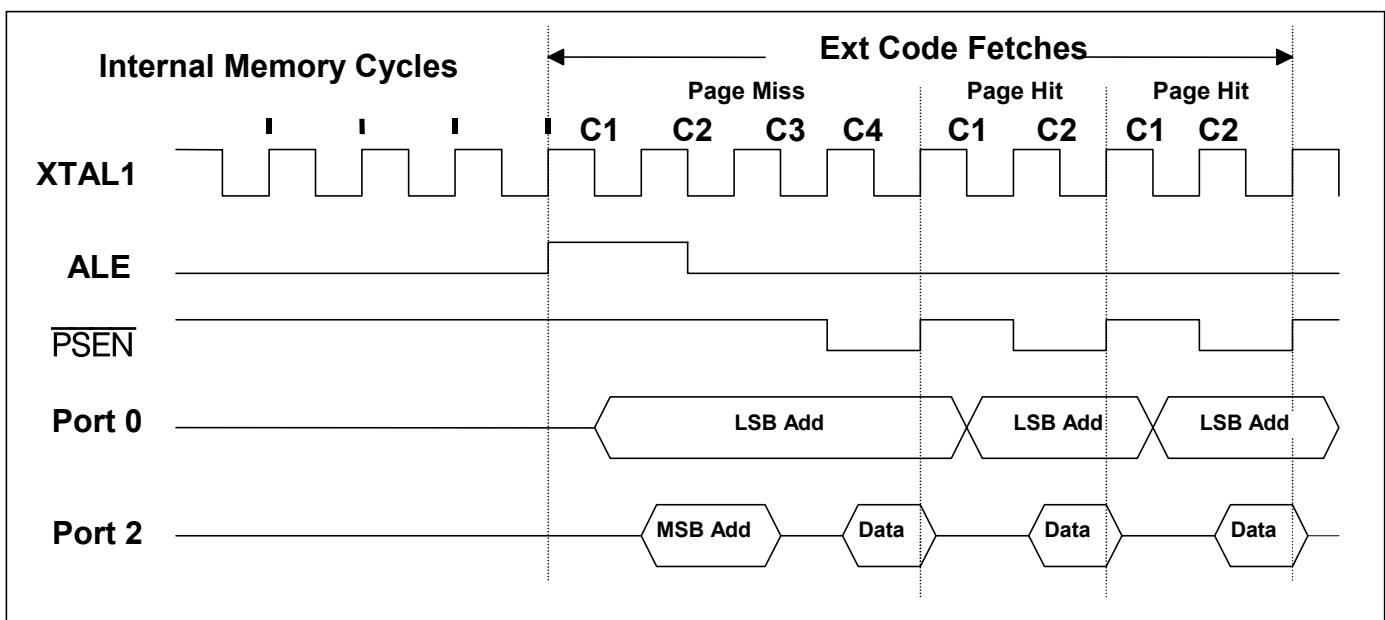 Internal Memory Cycles
Ext Code Fetches
Page Miss
Page Hit
Page Hit
C1 C2 C3 C4 C1 C2 C1 C2
XTAL1
ALE
PSEN
Port 0
LSB Add
LSB Add
LSB Add
Port 2
MSB Add
Data
Data
Data